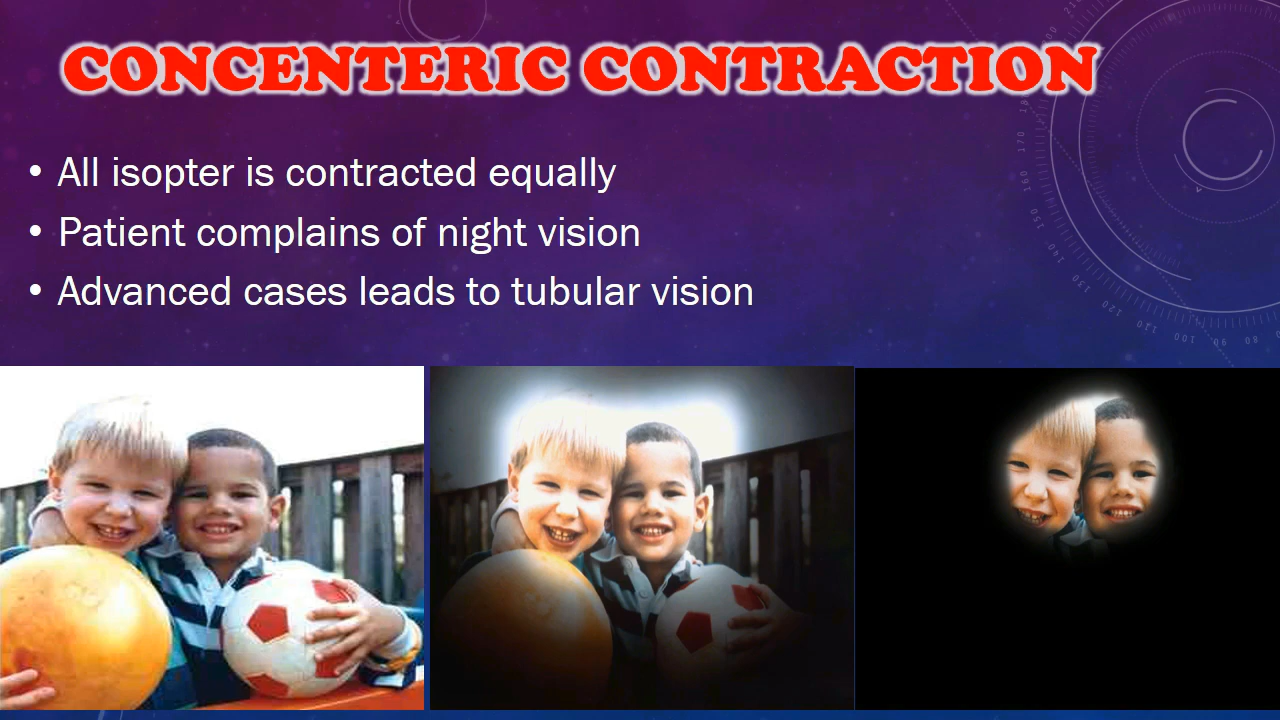 CONCENTERIC CONTRACTION
• All isopter is contracted equally
• Patient complains of night vision
• Advanced cases leads to tubular vision